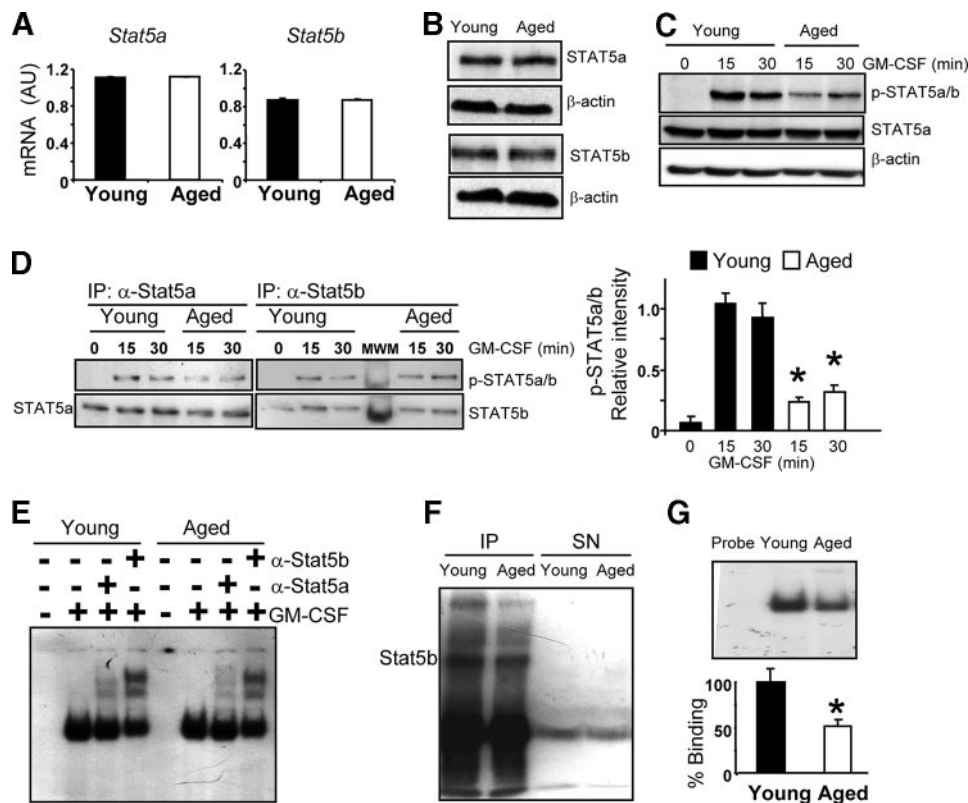 A
Stat5a
Stat5b
mRNA (AU)
1.2
0.8
0.4
0
1.2
0.8
0.4
0
Young Aged
Young Aged
B
Young Aged
STAT5a
β-actin
STAT5b
β-actin
C
Young Aged
0 15 30 15 30 GM-CSF (min)
p-STAT5a/b
STAT5a
β-actin
D
IP: α-Stat5a IP: α-Stat5b
Young Aged Young Aged
0 15 30 15 30 0 15 30 MWM 15 30 GM-CSF (min)
p-STAT5a/b
STAT5a
STAT5b
Young Aged
p-STAT5a/b
Relative intensity
1.0
0.5
0
* *
0 15 30 15 30
GM-CSF (min)
E
Young Aged
- - - + - - - + α-Stat5b
- - + - - - + - α-Stat5a
- + + + - + + + GM-CSF
F
IP SN
Young Aged Young Aged
Stat5b
G
Probe Young Aged
% Binding
100
50
0
*
Young Aged